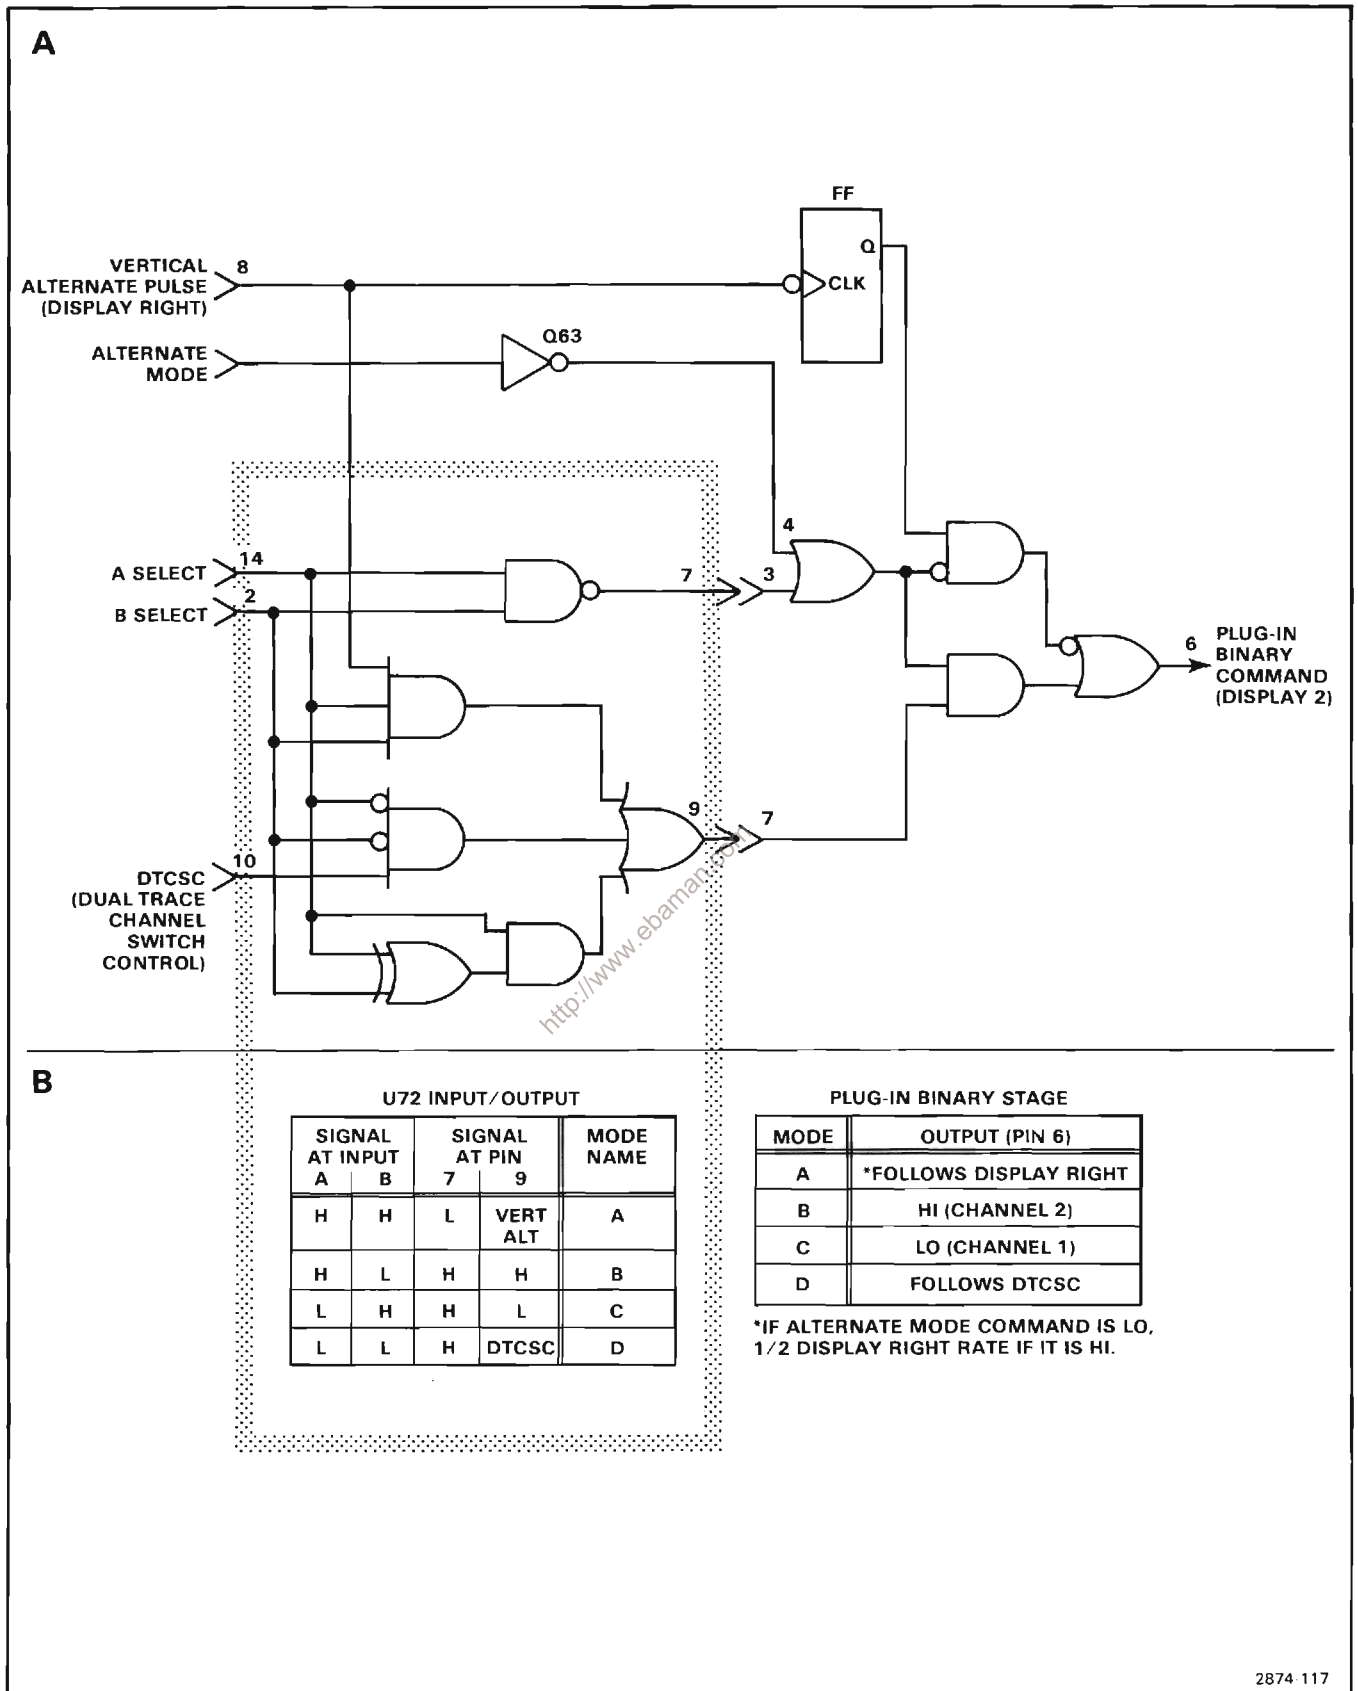 A
FF
Q
CLK
VERTICAL 8
ALTERNATE PULSE
(DISPLAY RIGHT)
Q63
ALTERNATE
MODE
4
14
A SELECT
7
3
2
B SELECT
6
PLUG-IN
BINARY
COMMAND
(DISPLAY 2)
9
7
10
DTCSC
(DUAL TRACE
CHANNEL
SWITCH
CONTROL)
http://www.ebaman.com
B
U72 INPUT/OUTPUT
SIGNAL SIGNAL MODE
AT INPUT AT PIN NAME
A B 7 9
H H L VERT A
ALT
H L H H B
L H H L C
L L H DTCSC D
PLUG-IN BINARY STAGE
MODE OUTPUT (PIN 6)
A *FOLLOWS DISPLAY RIGHT
B HI (CHANNEL 2)
C LO (CHANNEL 1)
D FOLLOWS DTCSC
*IF ALTERNATE MODE COMMAND IS LO,
1/2 DISPLAY RIGHT RATE IF IT IS HI.
2874-117